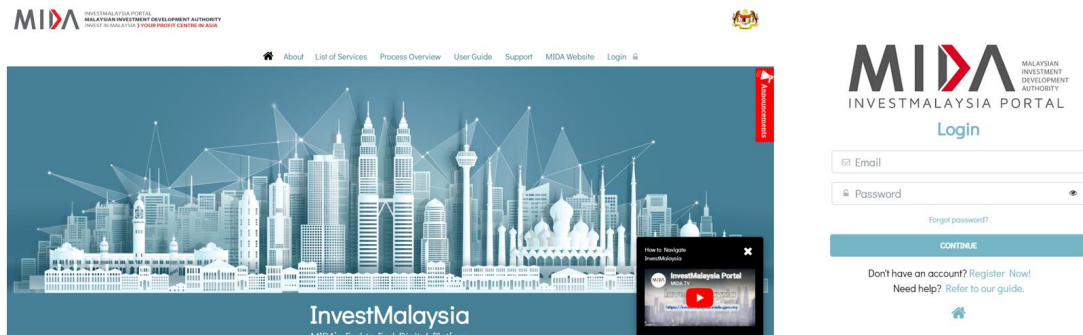 MIDA
INVESTMALAYSIA PORTAL
MALAYSIAN INVESTMENT DEVELOPMENT AUTHORITY
INVEST IN MALAYSIA YOUR PROFIT CENTRE IN ASIA
About List of Services Process Overview User Guide Support MIDA Website Login
Announcements
How to Navigate
InvestMalaysia
MIDA
InvestMalaysia Portal
MIDA TV
InvestMalaysia
MIDA
MALAYSIAN
INVESTMENT
DEVELOPMENT
AUTHORITY
INVESTMALAYSIA PORTAL
Login
Email
Password
Forgot password?
CONTINUE
Don't have an account? Register Now!
Need help? Refer to our guide.